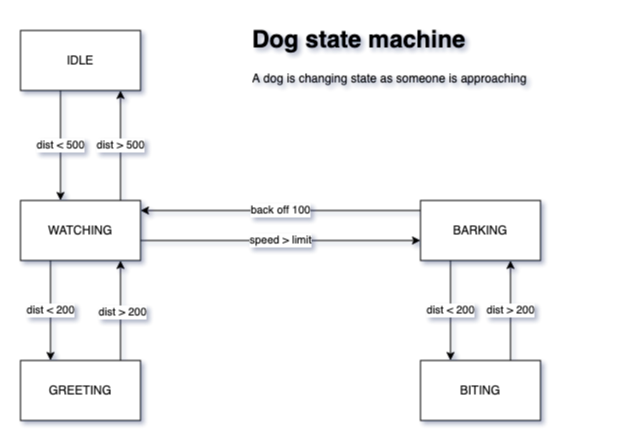 Dog state machine
A dog is changing state as someone is approaching
IDLE
dist < 500
dist > 500
WATCHING
back off 100
speed > limit
BARKING
dist < 200
dist > 200
dist < 200
dist > 200
GREETING
BITING